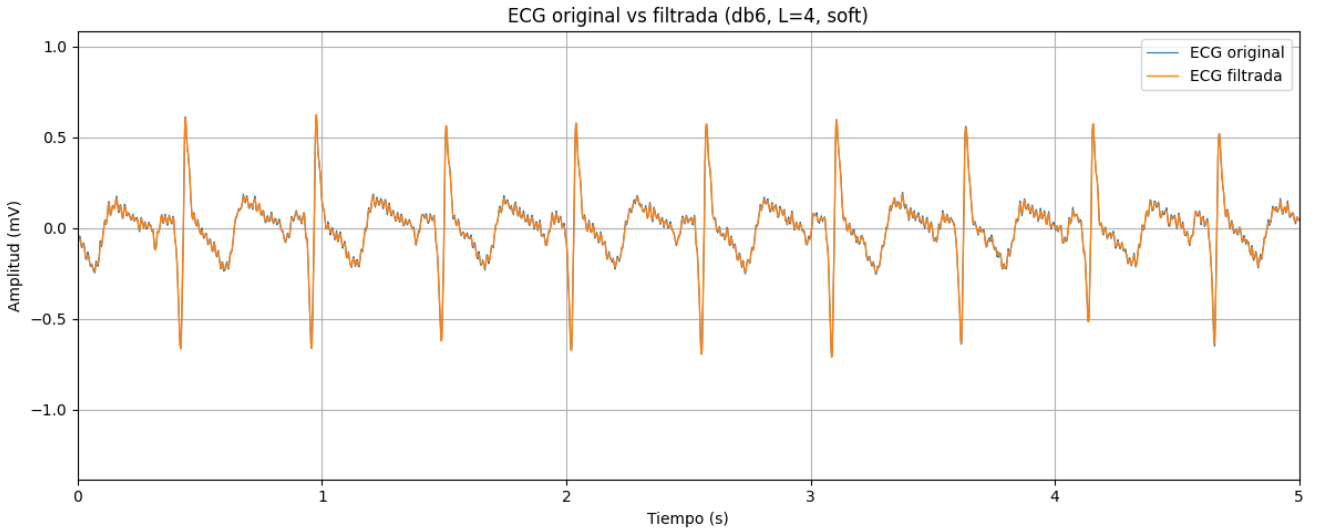 ECG original vs filtrada (db6, L=4, soft)
ECG original
ECG filtrada
1.0
0.5
0.0
−0.5
−1.0
Amplitud (mV)
0 1 2 3 4 5
Tiempo (s)